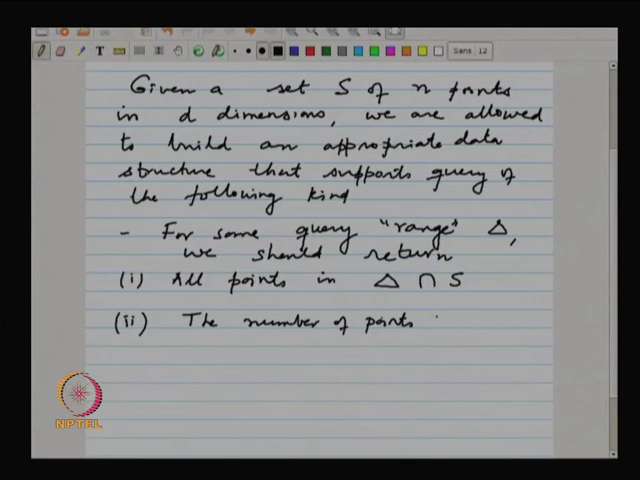 Sans : 12
Given a set S of n points
in d dimensions, we are allowed
to build an appropriate data
structure that supports query of
the following kind
- For some query "range" Δ,
we should return
(i) All points in Δ ∩ S
(ii) The number of points
NPTEL